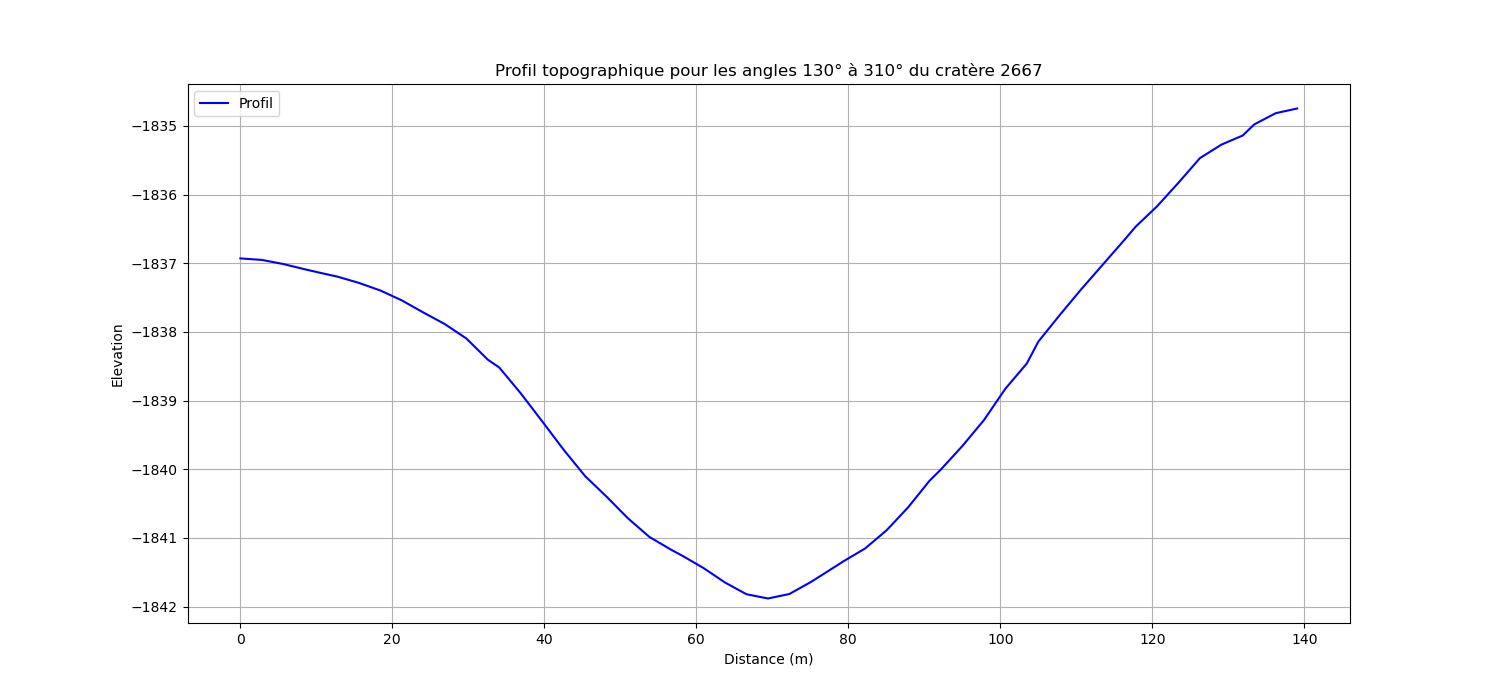 Profil topographique pour les angles 130° à 310° du cratère 2667
Profil
−1835
−1836
−1837
−1838
−1839
−1840
−1841
−1842
Elevation
0 20 40 60 80 100 120 140
Distance (m)